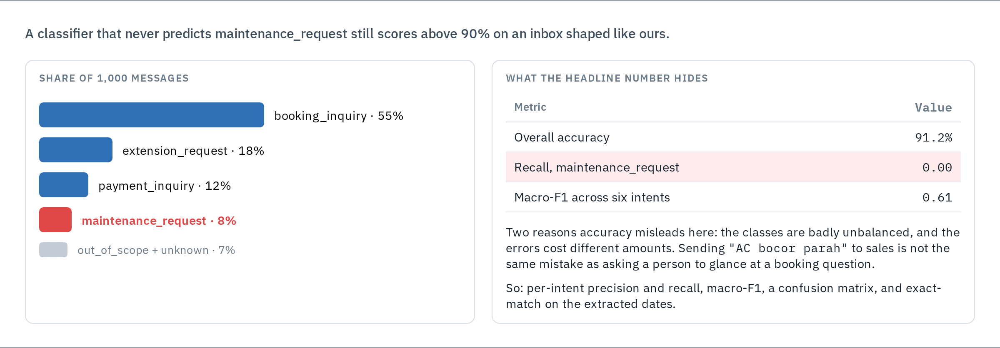 A classifier that never predicts maintenance_request still scores above 90% on an inbox shaped like ours.
SHARE OF 1,000 MESSAGES
booking_inquiry · 55%
extension_request · 18%
payment_inquiry · 12%
maintenance_request · 8%
out_of_scope + unknown · 7%
WHAT THE HEADLINE NUMBER HIDES
Metric Value
Overall accuracy 91.2%
Recall, maintenance_request 0.00
Macro-F1 across six intents 0.61
Two reasons accuracy misleads here: the classes are badly unbalanced, and the
errors cost different amounts. Sending "AC bocor parah" to sales is not the
same mistake as asking a person to glance at a booking question.
So: per-intent precision and recall, macro-F1, a confusion matrix, and exact-
match on the extracted dates.